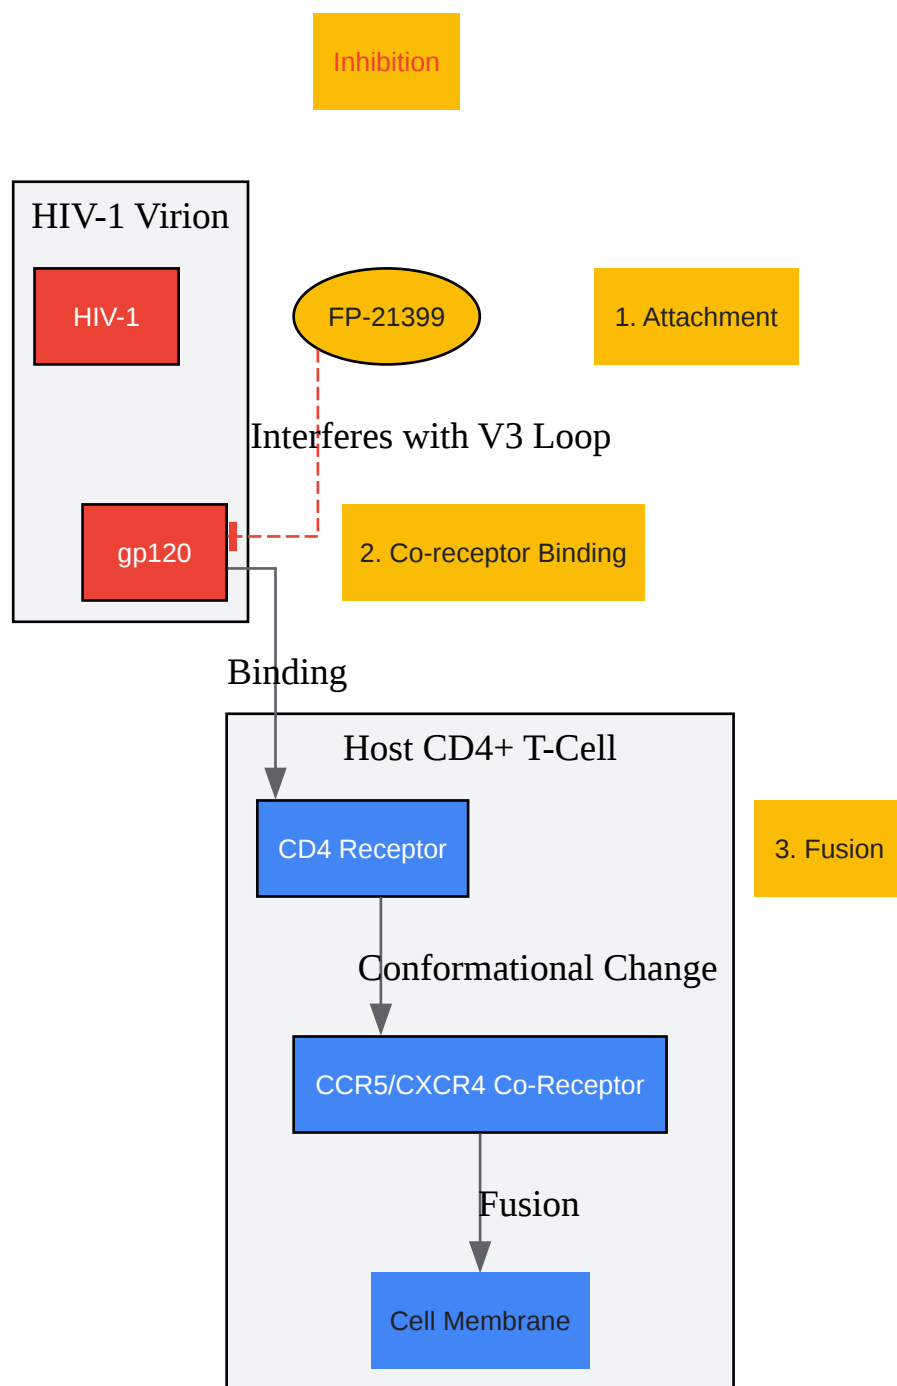 Inhibition
HIV-1 Virion
HIV-1
FP-21399
1. Attachment
Interferes with V3 Loop
gp120
2. Co-receptor Binding
Binding
Host CD4+ T-Cell
CD4 Receptor
3. Fusion
Conformational Change
CCR5/CXCR4 Co-Receptor
Fusion
Cell Membrane